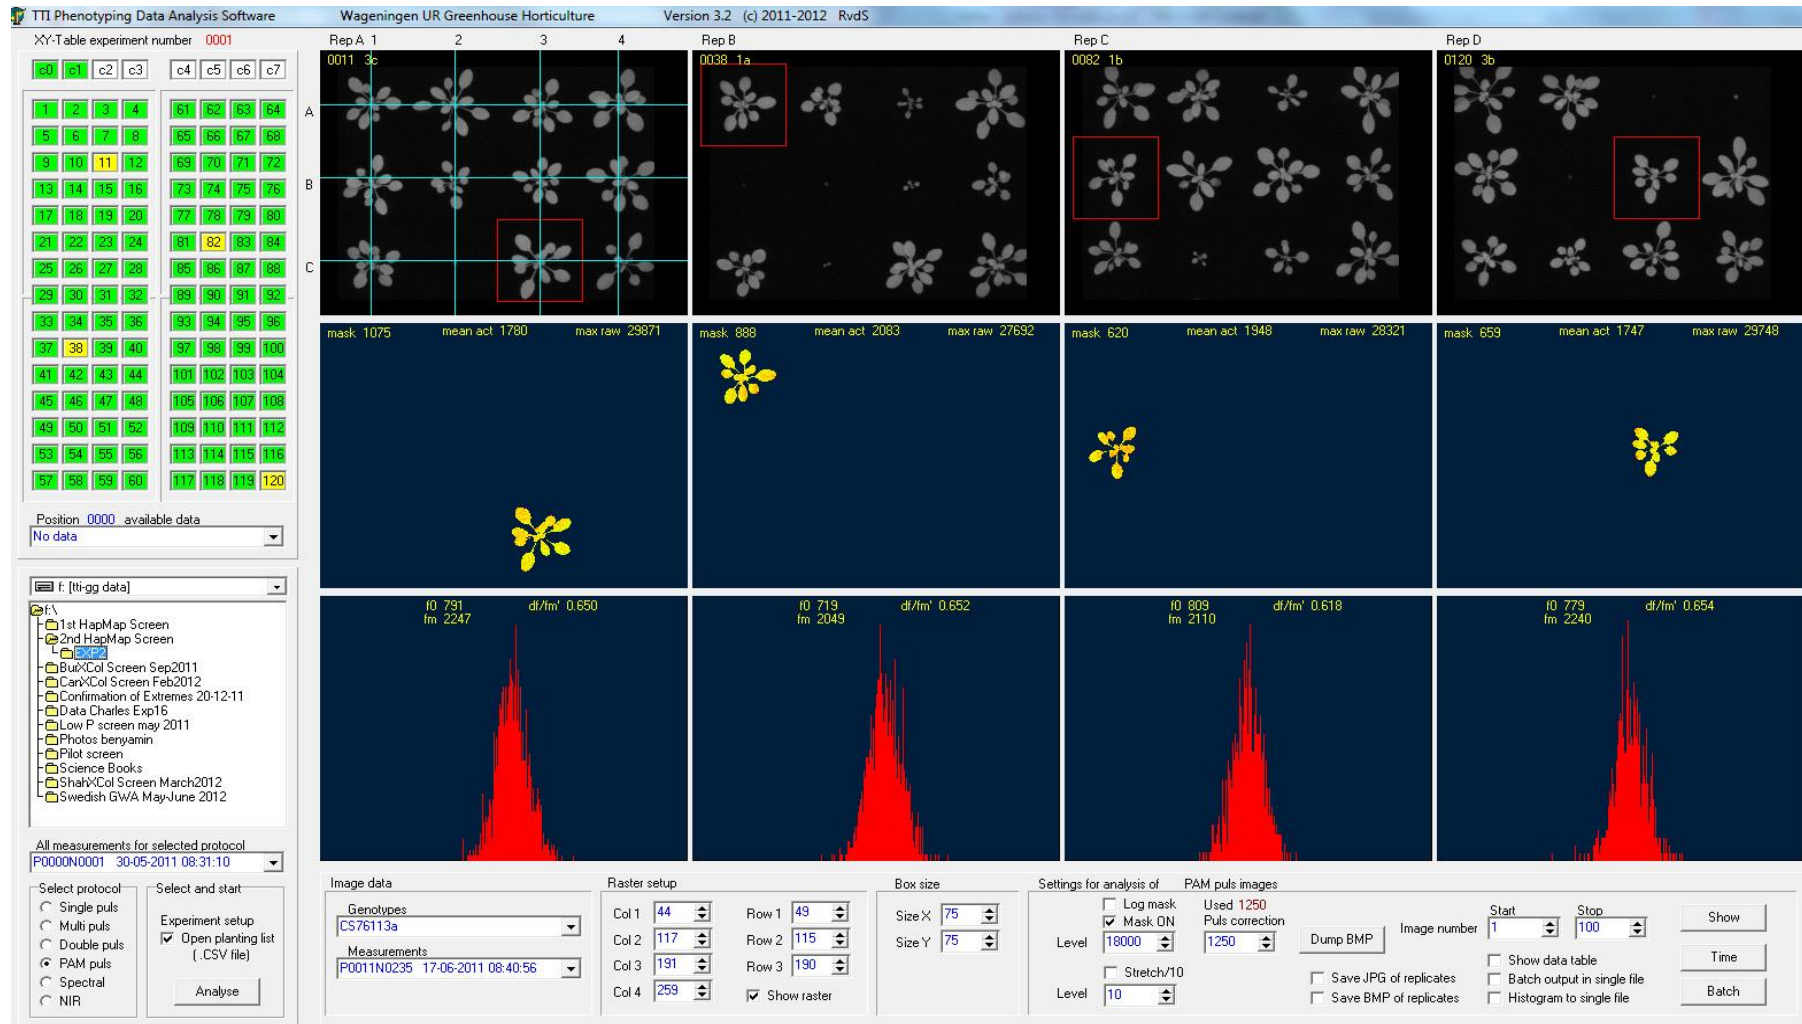 TTI Phenotyping Data Analysis Software Wageningen UR Greenhouse Horticulture Version 3.2 (c) 2011-2012 RvdS
XY-Table experiment number 0001
c0 c1 c2 c3 c4 c5 c6 c7
1 2 3 4 61 62 63 64
5 6 7 8 65 66 67 68
9 10 11 12 69 70 71 72
13 14 15 16 73 74 75 76
17 18 19 20 77 78 79 80
21 22 23 24 81 82 83 84
25 26 27 28 85 86 87 88
29 30 31 32 89 90 91 92
33 34 35 36 93 94 95 96
37 38 39 40 97 98 99 100
41 42 43 44 101 102 103 104
45 46 47 48 105 106 107 108
49 50 51 52 109 110 111 112
53 54 55 56 113 114 115 116
57 58 59 60 117 118 119 120
Position 0000 available data
No data
f: [tti-gg data]
f:\
1st HapMap Screen
2nd HapMap Screen
EXP2
BurXCol Screen Sep2011
CanXCol Screen Feb2012
Confirmation of Extremes 20-12-11
Data Charles Exp16
Low P screen may 2011
Photos benyamin
Pilot screen
Science Books
ShahXCol Screen March2012
Swedish GWA May-June 2012
All measurements for selected protocol
P0000N0001 30-05-2011 08:31:10
Select protocol
Single puls
Multi puls
Double puls
PAM puls
Spectral
NIR
Select and start
Experiment setup
Open planting list
( .CSV file)
Analyse
Rep A 1 2 3 4 Rep B Rep C Rep D
0011 3c 0038 1a 0082 1b 0120 3b
A
B
C
mask 1075 mean act 1780 max raw 29871
mask 888 mean act 2083 max raw 27692
mask 620 mean act 1948 max raw 28321
mask 659 mean act 1747 max raw 29748
f0 791 df/fm' 0.650
fm 2247
f0 719 df/fm' 0.652
fm 2049
f0 809 df/fm' 0.618
fm 2110
f0 779 df/fm' 0.654
fm 2240
Image data
Genotypes
CS76113a
Measurements
P0011N0235 17-06-2011 08:40:56
Raster setup
Col 1 44 Row 1 49
Col 2 117 Row 2 115
Col 3 191 Row 3 190
Col 4 259 Show raster
Box size
Size X 75
Size Y 75
Settings for analysis of PAM puls images
Log mask Used 1250
Mask ON Puls correction
Level 18000 1250 Dump BMP
Stretch/10
Level 10
Save JPG of replicates
Save BMP of replicates
Start Stop
Image number 1 100
Show data table
Batch output in single file
Histogram to single file
Show
Time
Batch